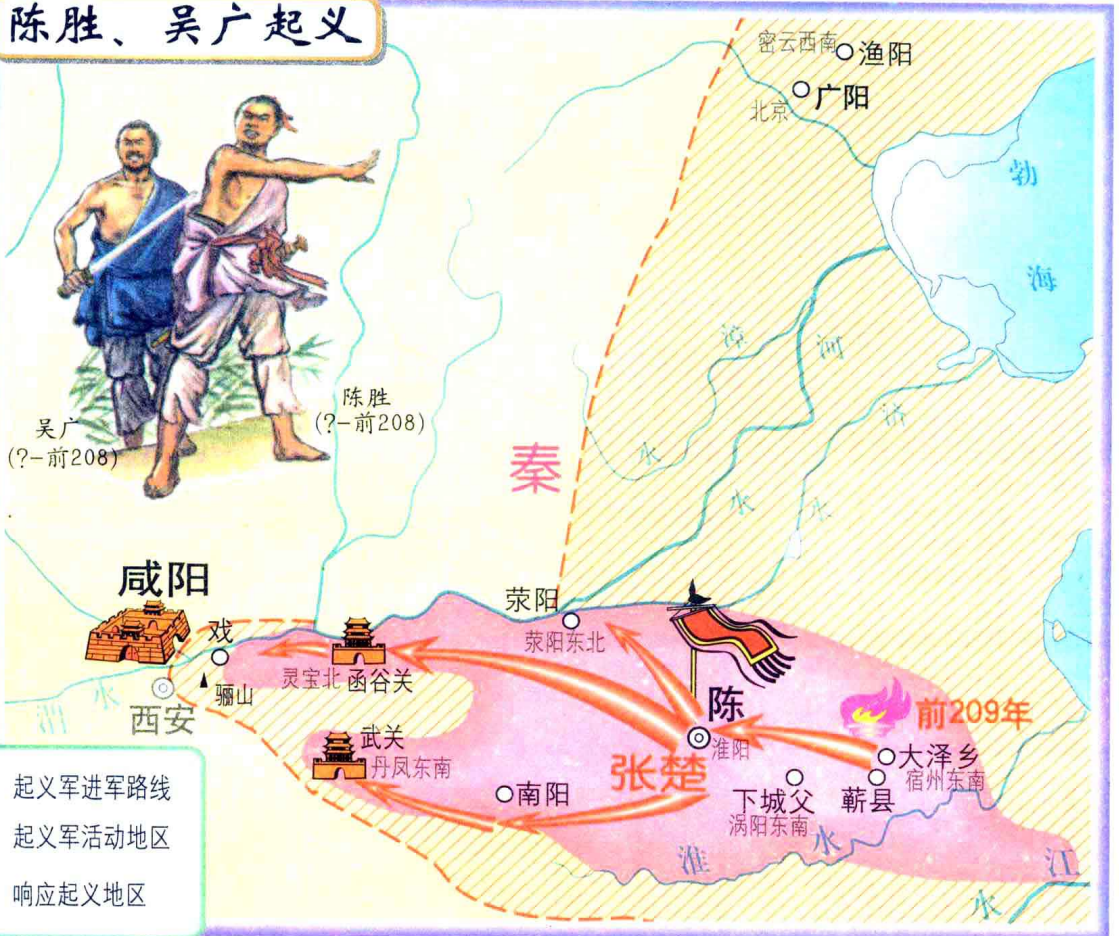 陈胜、吴广起义
密云西南
渔阳
广阳
北京
勃
海
漳
河
济
陈胜
(?-前208)
吴广
(?-前208)
秦
水
水
水
咸阳
荥阳
荥阳东北
戏
灵宝北
函谷关
骊山
渭
水
西安
陈
淮阳
前209年
大泽乡
宿州东南
武关
丹凤东南
张楚
南阳
下城父
涡阳东南
蕲县
淮
水
江
水
起义军进军路线
起义军活动地区
响应起义地区